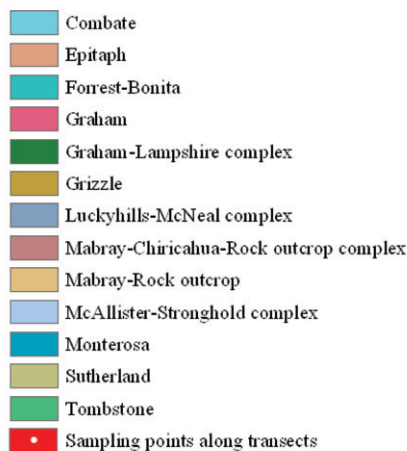 Combate
Epitaph
Forrest-Bonita
Graham
Graham-Lampshire complex
Grizzle
Luckyhills-McNeal complex
Mabray-Chiricahua-Rock outcrop complex
Mabray-Rock outcrop
McAllister-Stronghold complex
Monterosa
Sutherland
Tombstone
Sampling points along transects